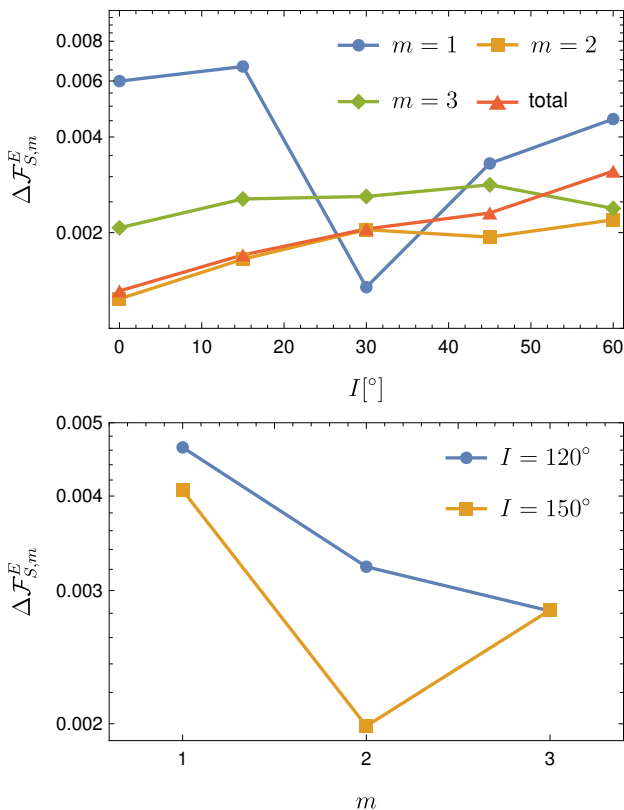 0.008
0.006
0.004
0.002
ΔF^E_{S,m}
m = 1
m = 2
m = 3
total
0 10 20 30 40 50 60
I[°]
0.005
0.004
0.003
0.002
ΔF^E_{S,m}
I = 120°
I = 150°
1 2 3
m